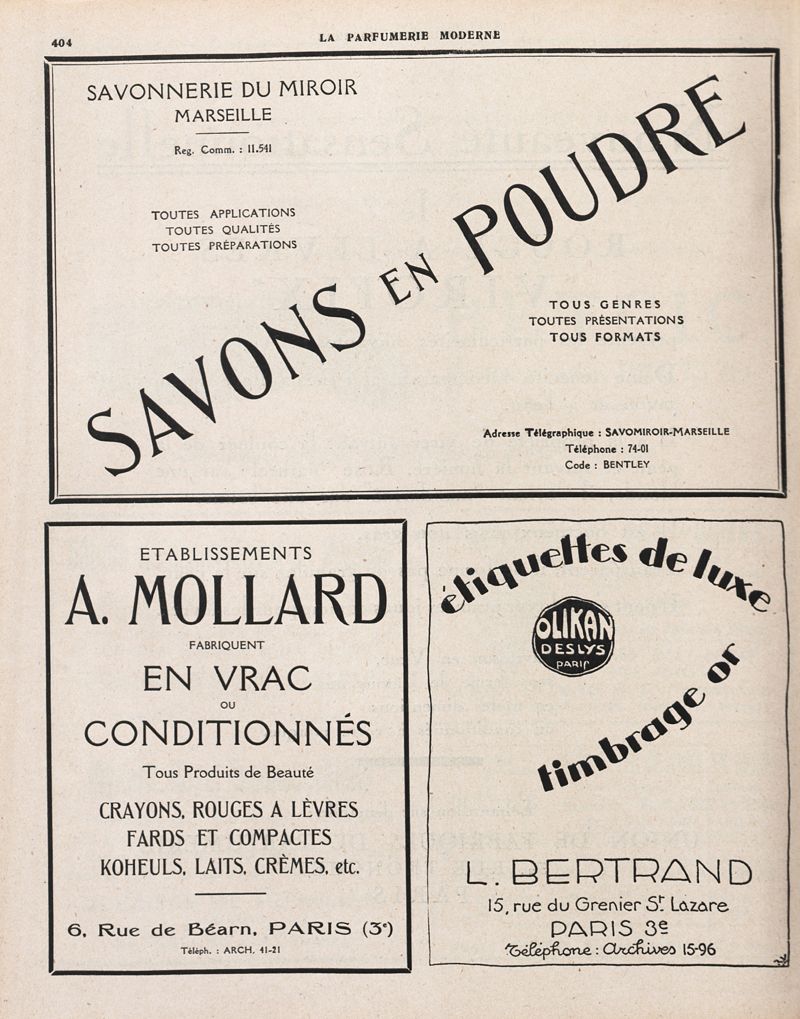 404
LA PARFUMERIE MODERNE
SAVONNERIE DU MIROIR
MARSEILLE
Reg. Comm. : 11.541
TOUTES APPLICATIONS
TOUTES QUALITÉS
TOUTES PRÉPARATIONS
SAVONS EN POUDRE
TOUS GENRES
TOUTES PRÉSENTATIONS
TOUS FORMATS
Adresse Télégraphique : SAVOMIROIR-MARSEILLE
Téléphone : 74-01
Code : BENTLEY
ETABLISSEMENTS
A. MOLLARD
FABRIQUENT
EN VRAC
OU
CONDITIONNÉS
Tous Produits de Beauté
CRAYONS, ROUGES A LÈVRES
FARDS ET COMPACTES
KOHEULS, LAITS, CRÈMES, etc.
6, Rue de Béarn, PARIS (3e)
Téléph. : ARCH. 41-21
étiquettes de luxe
OLIKAN
DESLYS
PARIS
timbrage or
L. BERTRAND
15, rue du Grenier St Lazare
PARIS 3e
Téléphone : Archives 15-96